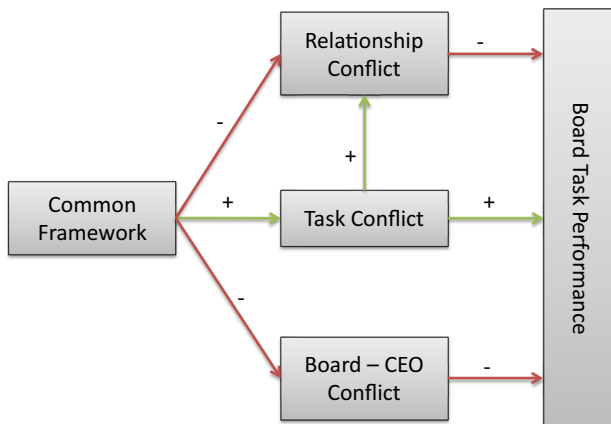 Relationship
Conflict
-
-
+
Common
Framework
+
Task Conflict
+
-
Board – CEO
Conflict
-
Board Task Performance